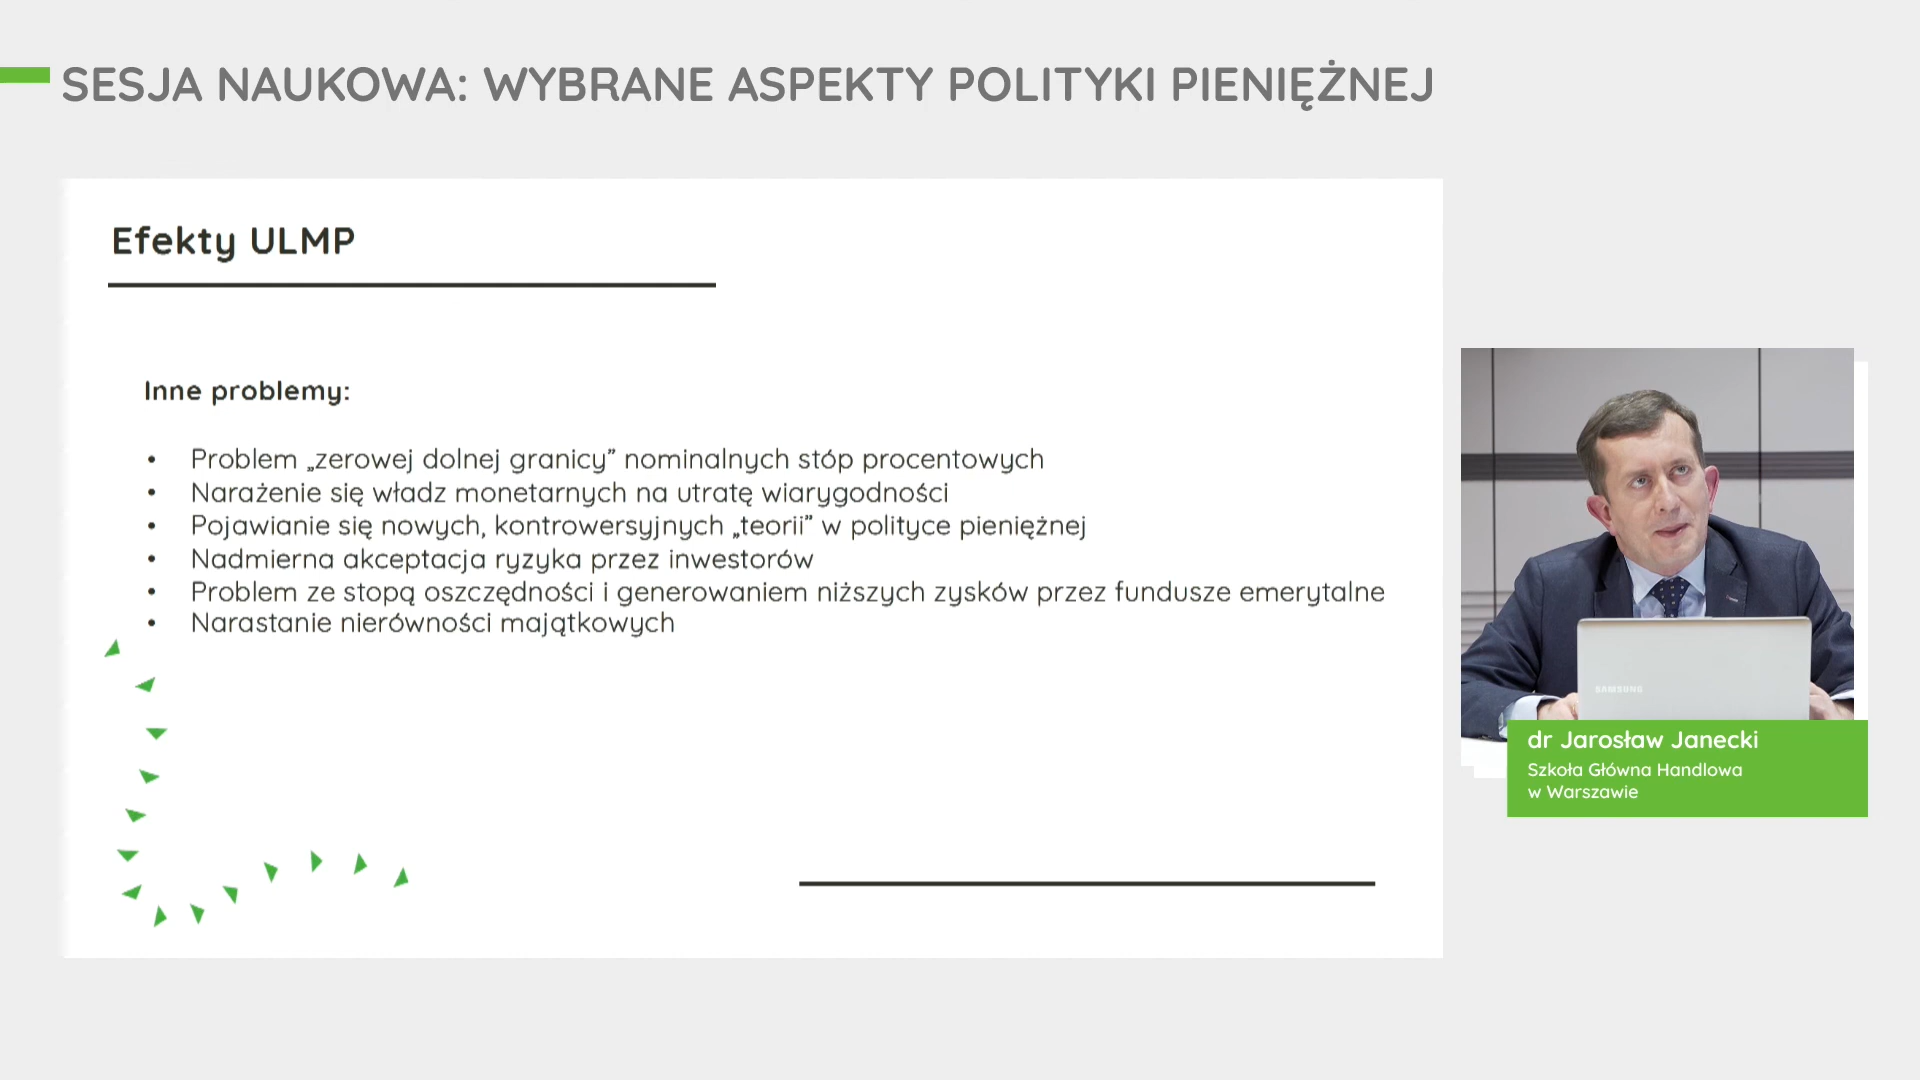 SESJA NAUKOWA: WYBRANE ASPEKTY POLITYKI PIENIĘŻNEJ
Efekty ULMP
Inne problemy:
• Problem „zerowej dolnej granicy” nominalnych stóp procentowych
• Narażenie się władz monetarnych na utratę wiarygodności
• Pojawianie się nowych, kontrowersyjnych „teorii” w polityce pieniężnej
• Nadmierna akceptacja ryzyka przez inwestorów
• Problem ze stopą oszczędności i generowaniem niższych zysków przez fundusze emerytalne
• Narastanie nierówności majątkowych
SAMSUNG
dr Jarosław Janecki
Szkoła Główna Handlowa
w Warszawie